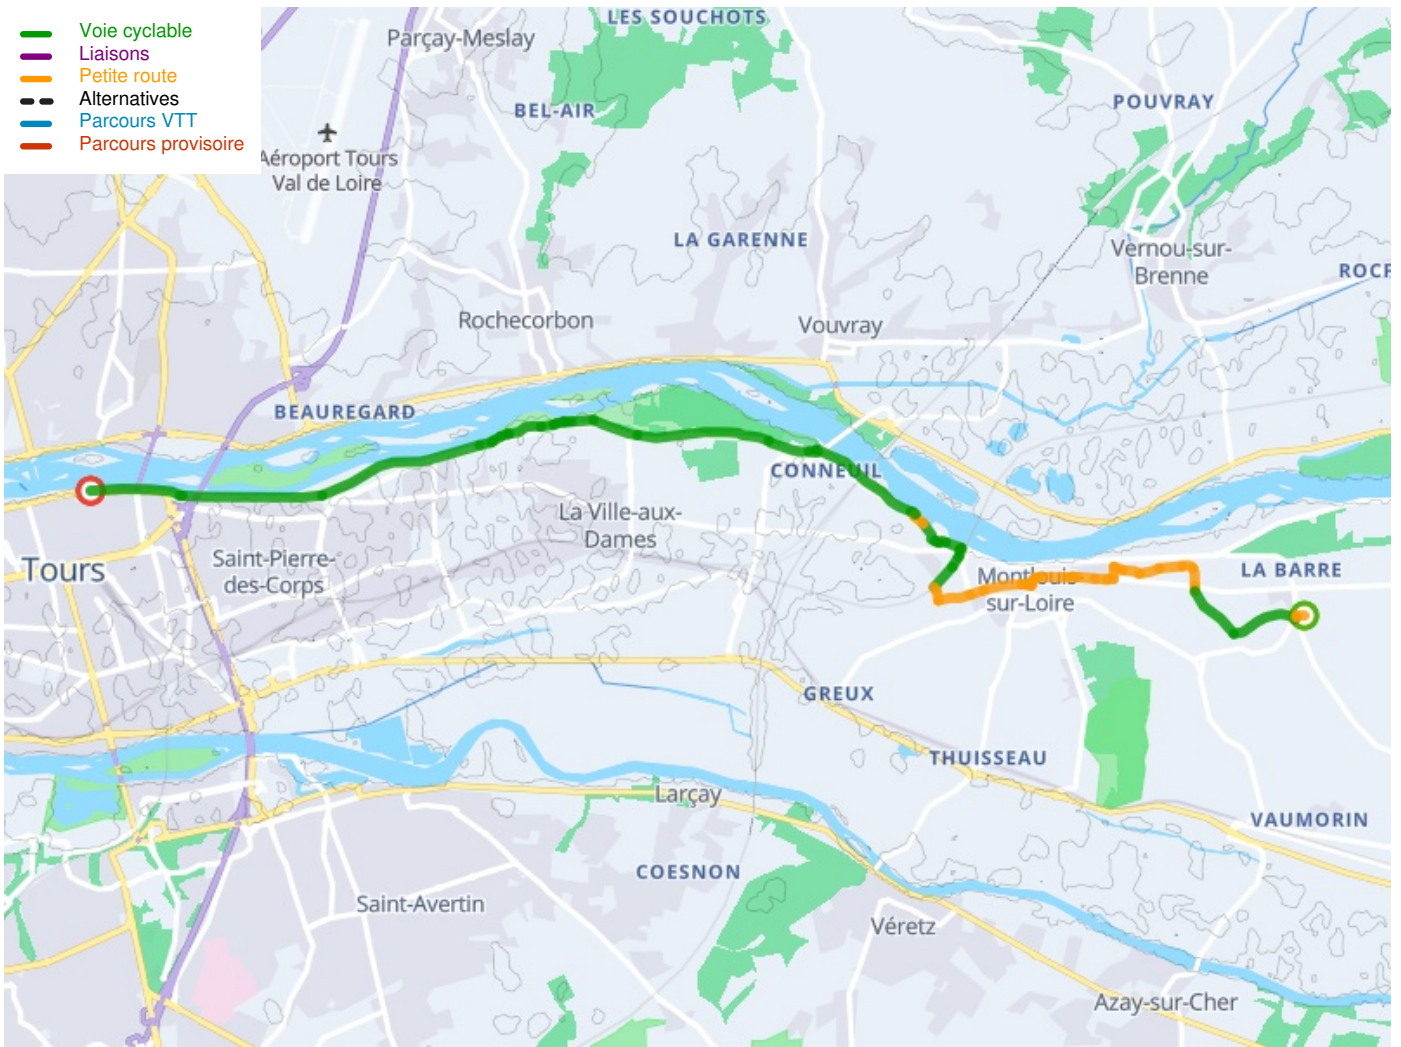 Voie cyclable
Liaisons
Petite route
Alternatives
Parcours VTT
Parcours provisoire
LES SOUCHOTS
Parçay-Meslay
BEL-AIR
POUVRAY
Aéroport Tours
Val de Loire
LA GARENNE
Vernou-sur-
Brenne
ROCF
Rochecorbon
Vouvray
BEAUREGARD
CONNEUIL
La Ville-aux-
Dames
Tours
Saint-Pierre-
des-Corps
Montlouis-
sur-Loire
LA BARRE
GREUX
THUISSEAU
Larçay
VAUMORIN
COESNON
Saint-Avertin
Véretz
Azay-sur-Cher